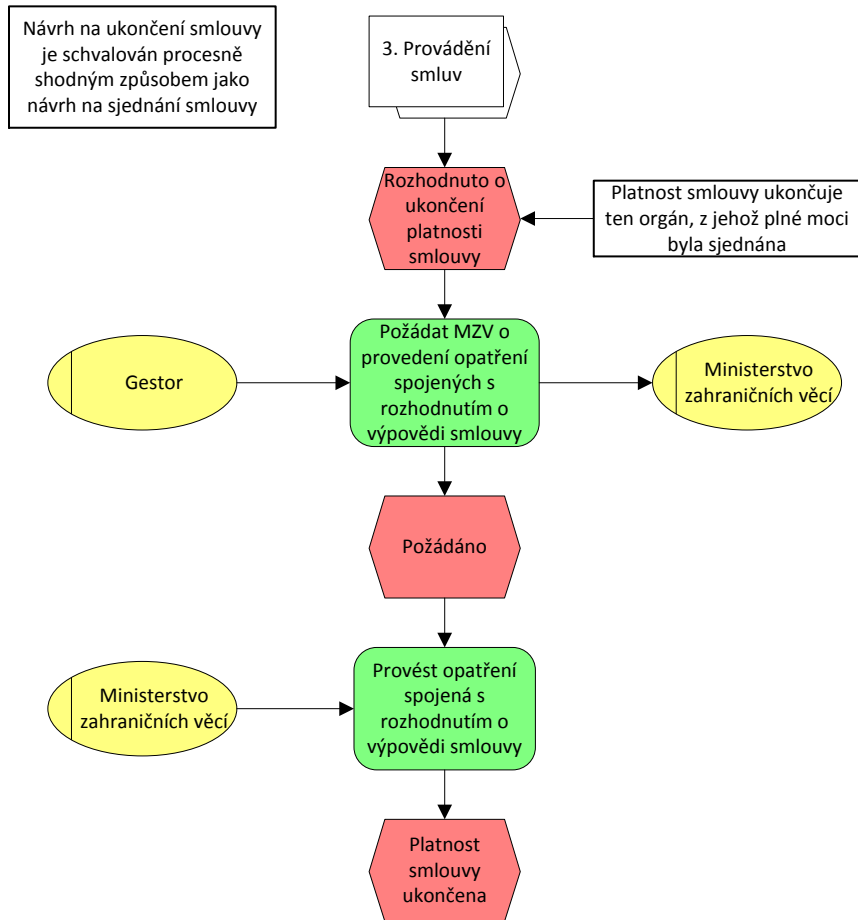 Návrh na ukončení smlouvy
je schvalován procesně
shodným způsobem jako
návrh na sjednání smlouvy
3. Provádění
smluv
Rozhodnuto o
ukončení
platnosti
smlouvy
Platnost smlouvy ukončuje
ten orgán, z jehož plné moci
byla sjednána
Gestor
Požádat MZV o
provedení opatření
spojených s
rozhodnutím o
výpovědi smlouvy
Ministerstvo
zahraničních věcí
Požádáno
Ministerstvo
zahraničních věcí
Provést opatření
spojená s
rozhodnutím o
výpovědi smlouvy
Platnost
smlouvy
ukončena